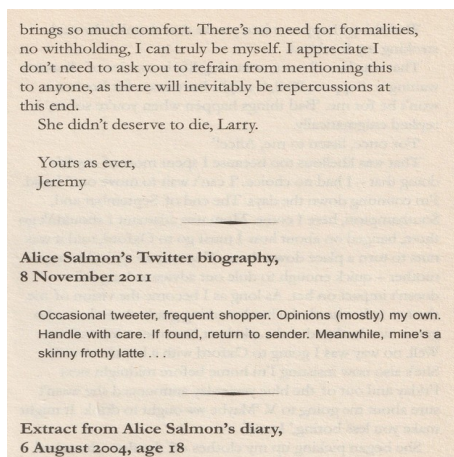 brings so much comfort. There's no need for formalities,
no withholding, I can truly be myself. I appreciate I
don't need to ask you to refrain from mentioning this
to anyone, as there will inevitably be repercussions at
this end.
She didn't deserve to die, Larry.
Yours as ever,
Jeremy
Alice Salmon's Twitter biography,
8 November 2011
Occasional tweeter, frequent shopper. Opinions (mostly) my own.
Handle with care. If found, return to sender. Meanwhile, mine's a
skinny frothy latte . . .
Extract from Alice Salmon's diary,
6 August 2004, age 18